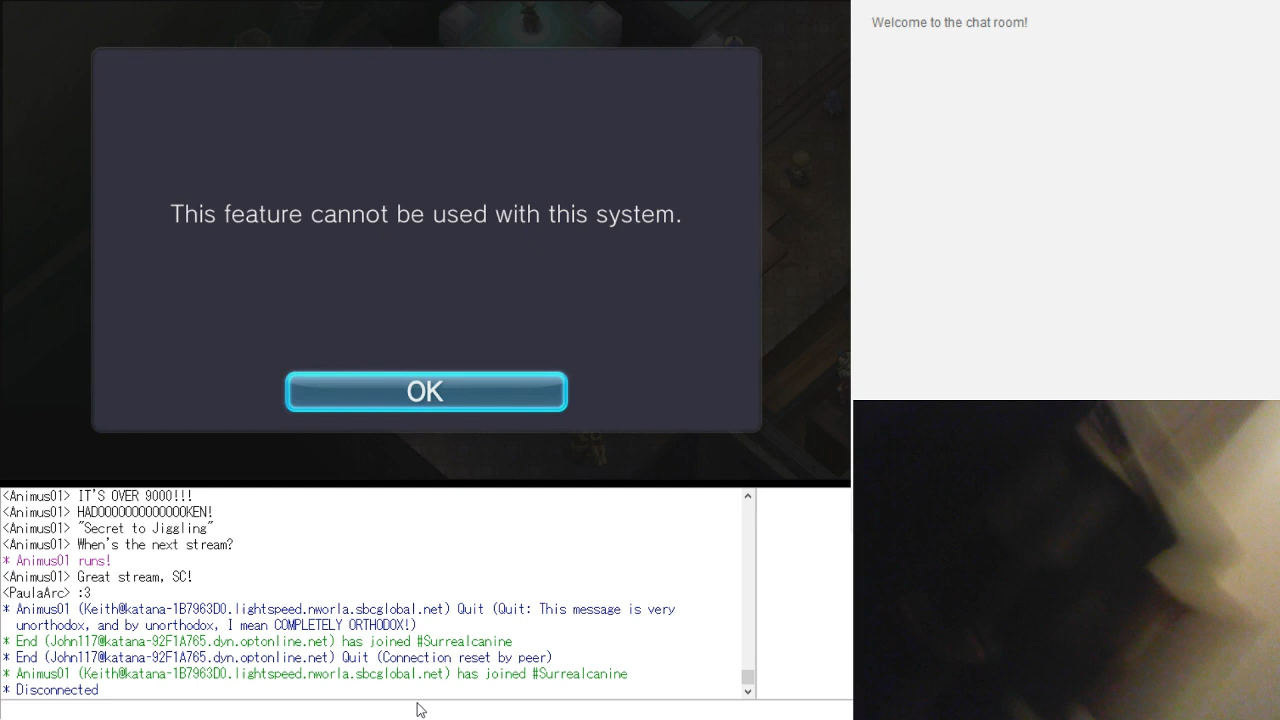 Welcome to the chat room!
This feature cannot be used with this system.
OK
<Animus01> IT'S OVER 9000!!!
<Animus01> HADOOOOOOOOOOOOOKEN!
<Animus01> "Secret to Jiggling"
<Animus01> When's the next stream?
* Animus01 runs!
<Animus01> Great stream, SC!
<PaulaArc> :3
* Animus01 (Keith@katana-1B7963D0.lightspeed.nworla.sbcglobal.net) Quit (Quit: This message is very
unorthodox, and by unorthodox, I mean COMPLETELY ORTHODOX!)
* End (John117@katana-92F1A765.dyn.optonline.net) has joined #Surrealcanine
* End (John117@katana-92F1A765.dyn.optonline.net) Quit (Connection reset by peer)
* Animus01 (Keith@katana-1B7963D0.lightspeed.nworla.sbcglobal.net) has joined #Surrealcanine
* Disconnected